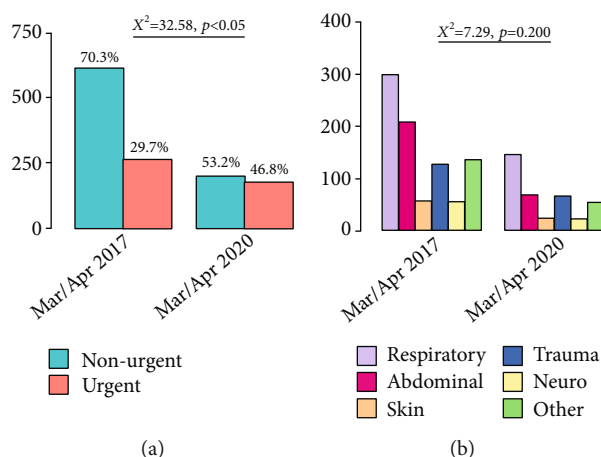 X²=32.58, p<0.05
750
500
250
0
70.3%
29.7%
53.2%
46.8%
Mar/Apr 2017
Mar/Apr 2020
Non-urgent
Urgent
(a)
X²=7.29, p=0.200
400
300
200
100
0
Mar/Apr 2017
Mar/Apr 2020
Respiratory
Abdominal
Skin
Trauma
Neuro
Other
(b)